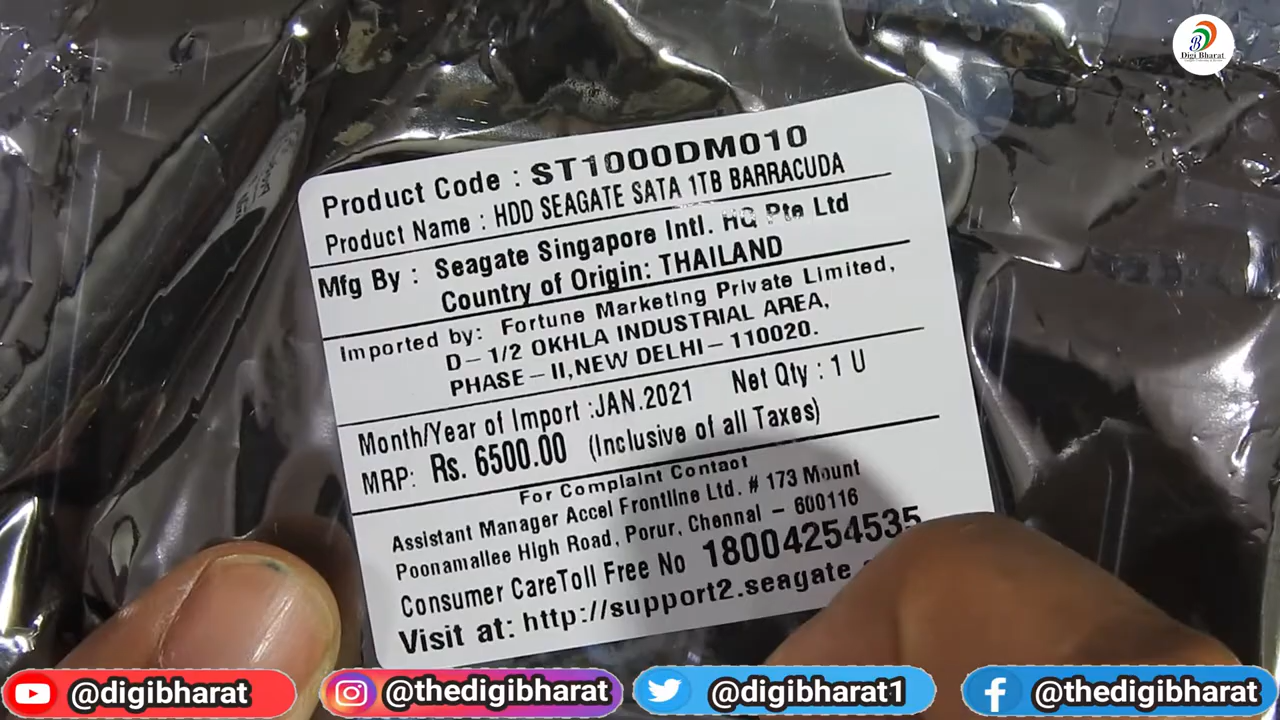 Digi Bharat
Product Code : ST1000DM010
Product Name : HDD SEAGATE SATA 1TB BARRACUDA
Mfg By : Seagate Singapore Intl. HQ Pte Ltd
Country of Origin: THAILAND
Imported by: Fortune Marketing Private Limited,
D-1/2 OKHLA INDUSTRIAL AREA,
PHASE-II, NEW DELHI-110020.
Month/Year of Import :JAN.2021 Net Qty : 1 U
MRP: Rs. 6500.00 (Inclusive of all Taxes)
For Complaint Contact
Assistant Manager Accel Frontline Ltd. # 173 Mount
Poonamallee High Road, Porur, Chennai - 600116
Consumer CareToll Free No 18004254535
Visit at: http://support2.seagate.
@digibharat
@thedigibharat
@digibharat1
@thedigibharat